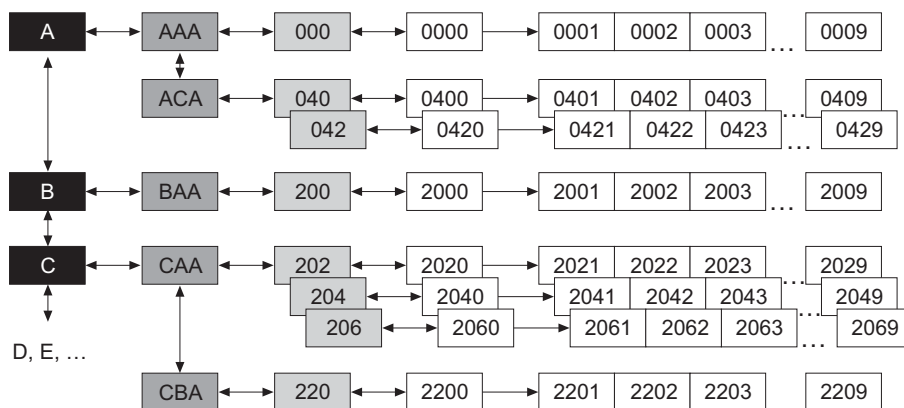 A AAA 000 0000 0001 0002 0003 ... 0009
ACA 040 0400 0401 0402 0403 ... 0409
042 0420 0421 0422 0423 ... 0429
B BAA 200 2000 2001 2002 2003 ... 2009
C CAA 202 2020 2021 2022 2023 ... 2029
204 2040 2041 2042 2043 ... 2049
206 2060 2061 2062 2063 ... 2069
D, E, ...
CBA 220 2200 2201 2202 2203 ... 2209